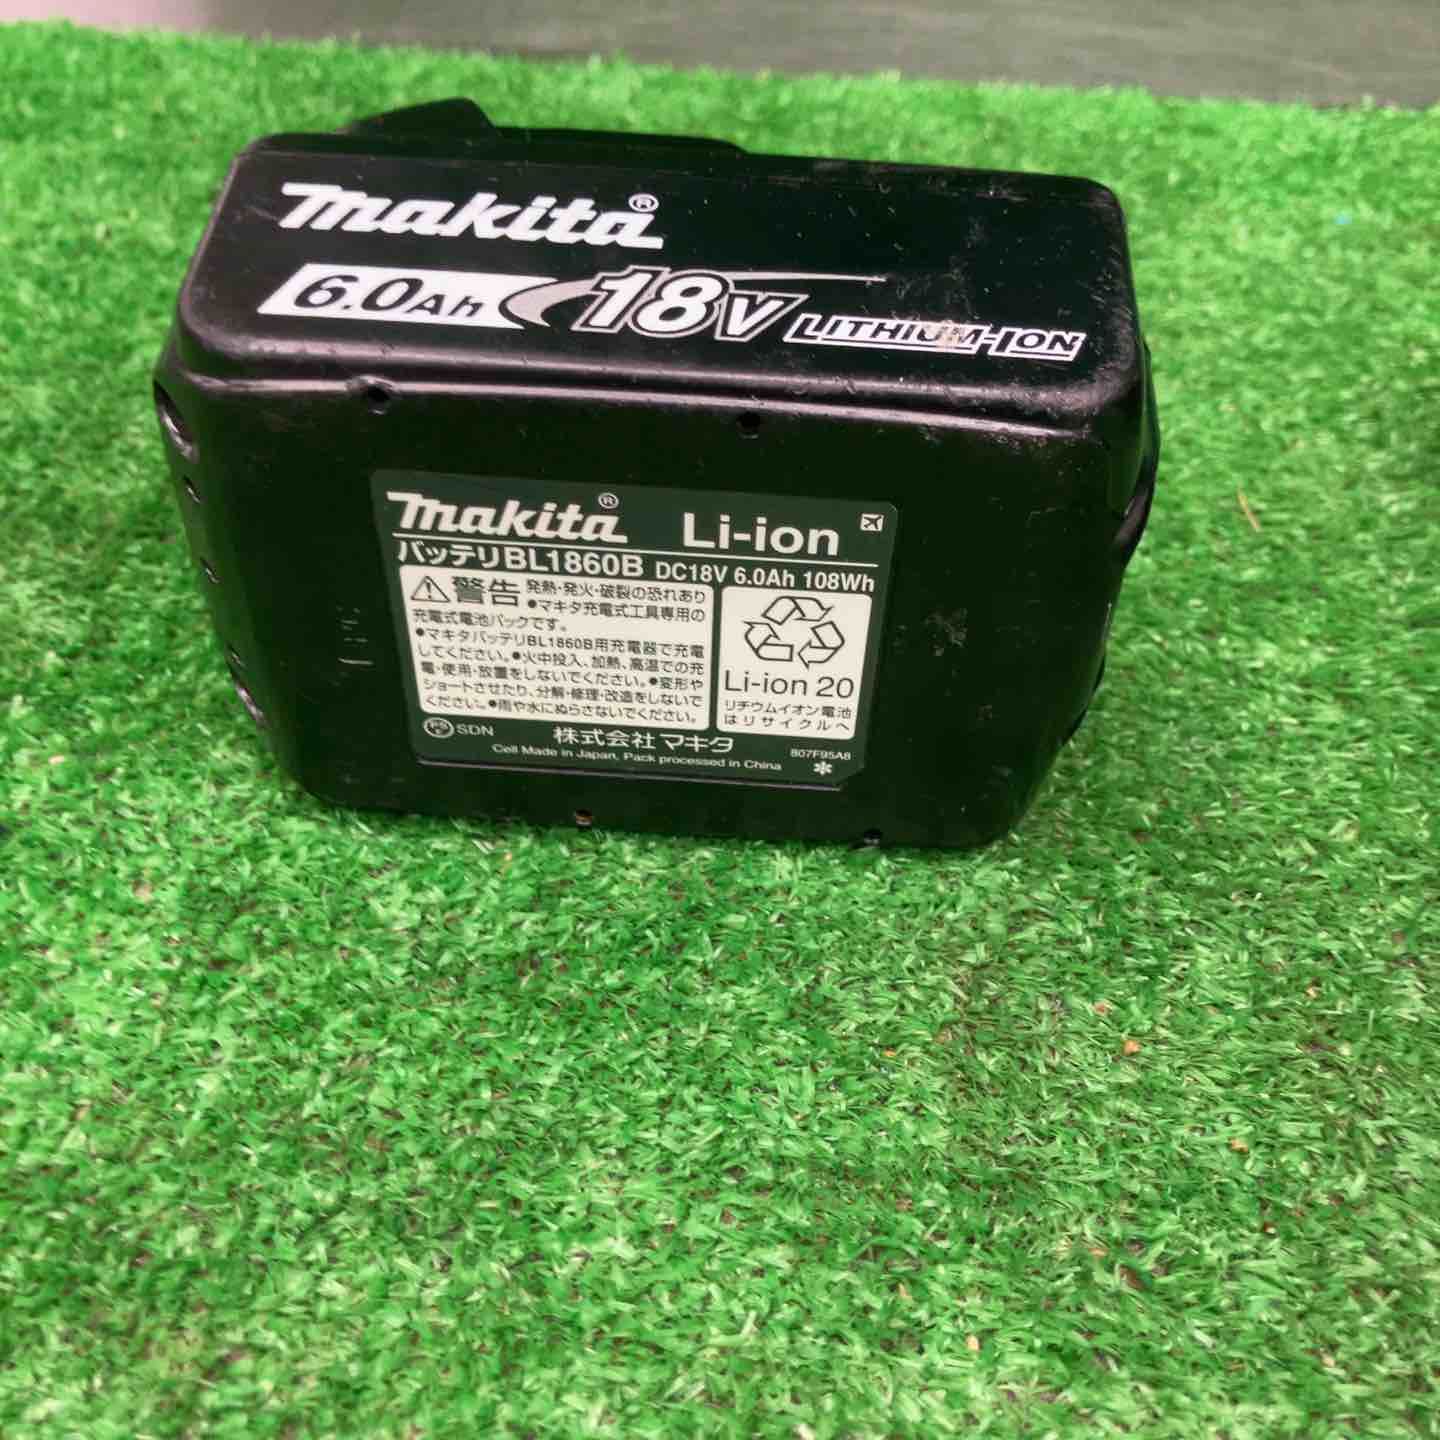 makita®
6.0Ah 18V LITHIUM-ION
makita® Li-ion
バッテリBL1860B DC18V 6.0Ah 108Wh
警告 発熱・発火・破裂の恐れあり
●マキタ充電式工具専用の
充電式電池パックです。
●マキタバッテリBL1860B用充電器で充電
してください。●火中投入、加熱、高温での充
電・使用・放置をしないでください。●変形や
ショートさせたり、分解・修理・改造をしないで
ください。●雨や水にぬらさないでください。
Li-ion 20
リチウムイオン電池
はリサイクルへ
PS E SDN
株式会社マキタ
Cell Made in Japan, Pack processed in China
807F95A8